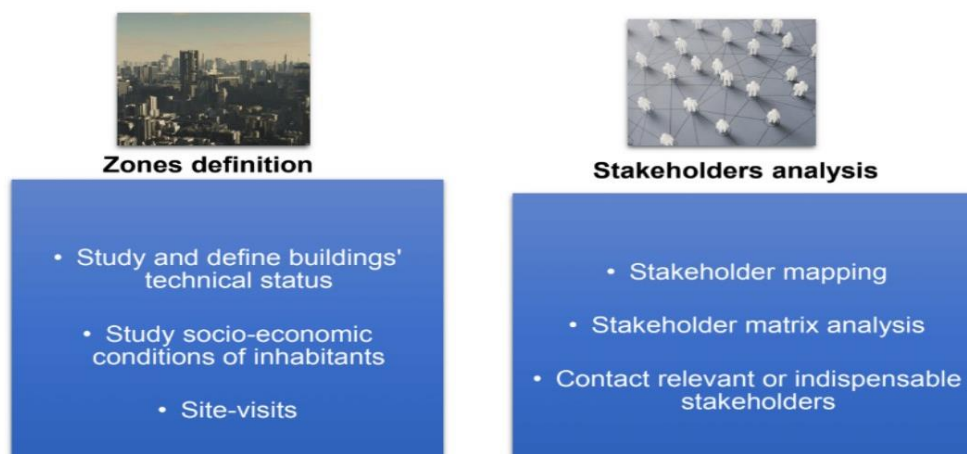 Zones definition
• Study and define buildings'
technical status
• Study socio-economic
conditions of inhabitants
• Site-visits
Stakeholders analysis
• Stakeholder mapping
• Stakeholder matrix analysis
• Contact relevant or indispensable
stakeholders